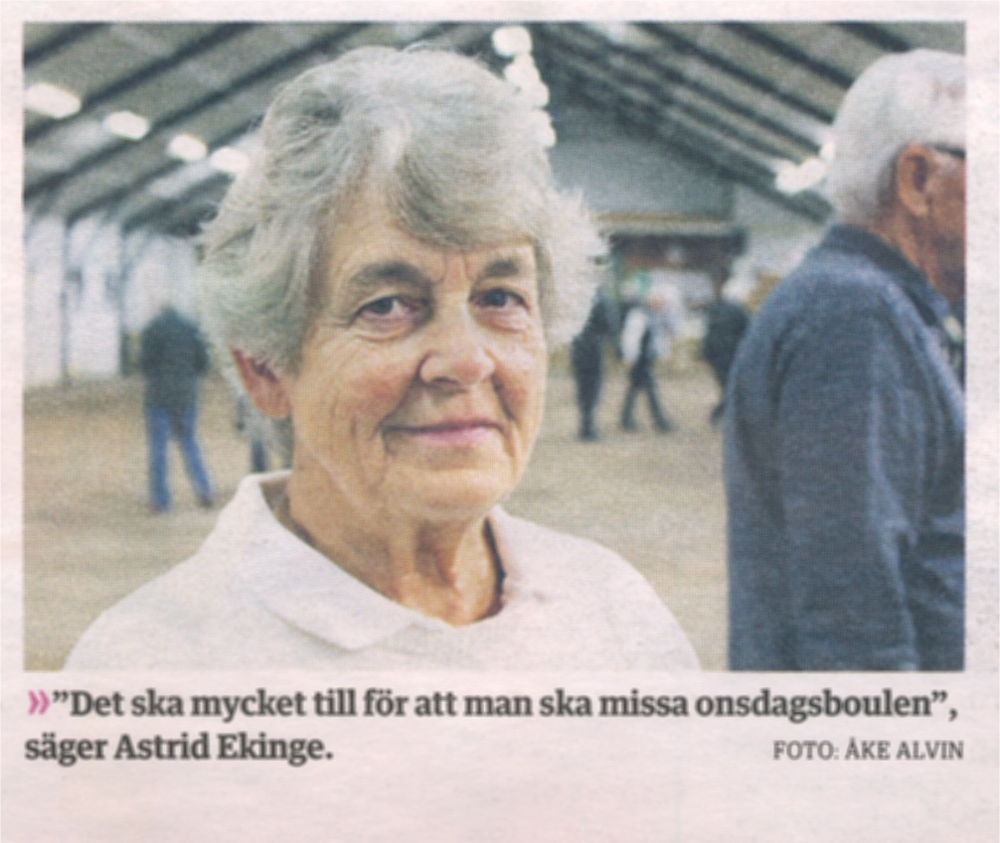 »”Det ska mycket till för att man ska missa onsdagsboulen”,
säger Astrid Ekinge.
FOTO: ÅKE ALVIN